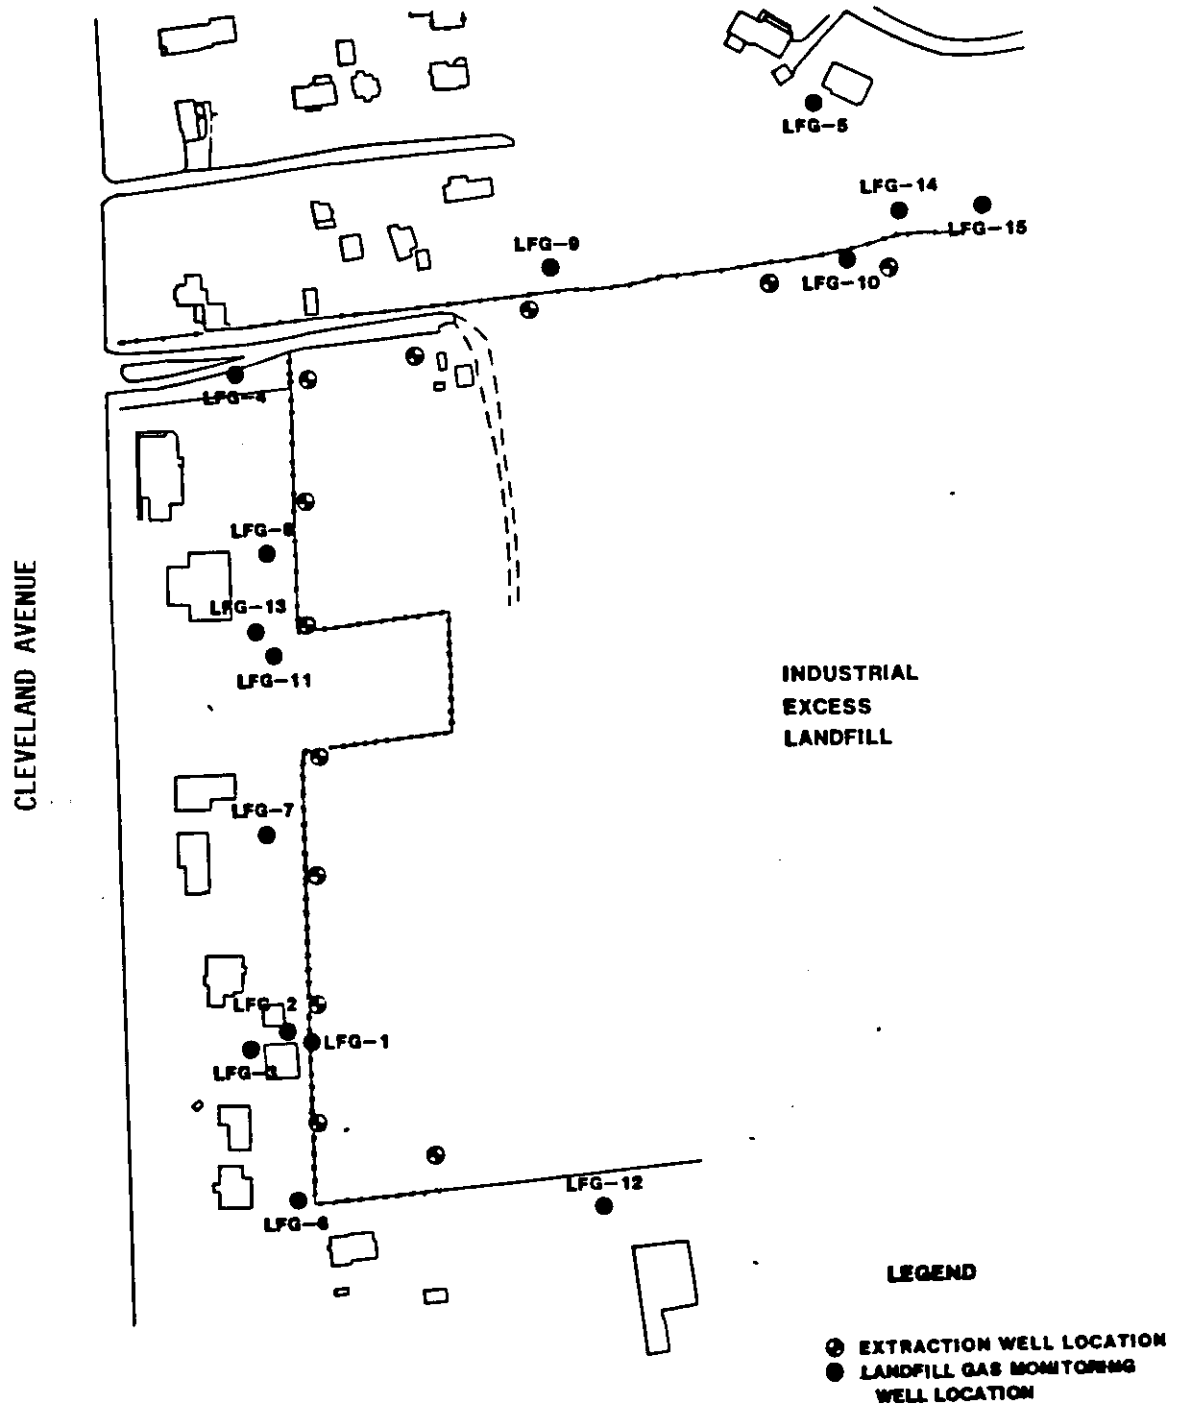 LFG-5
LFG-14
LFG-15
LFG-9
LFG-10
LFG-4
LFG-8
LFG-13
LFG-11
CLEVELAND AVENUE
INDUSTRIAL
EXCESS
LANDFILL
LFG-7
LFG-2
LFG-1
LFG-3
LFG-12
LFG-6
LEGEND
EXTRACTION WELL LOCATION
LANDFILL GAS MONITORING
WELL LOCATION